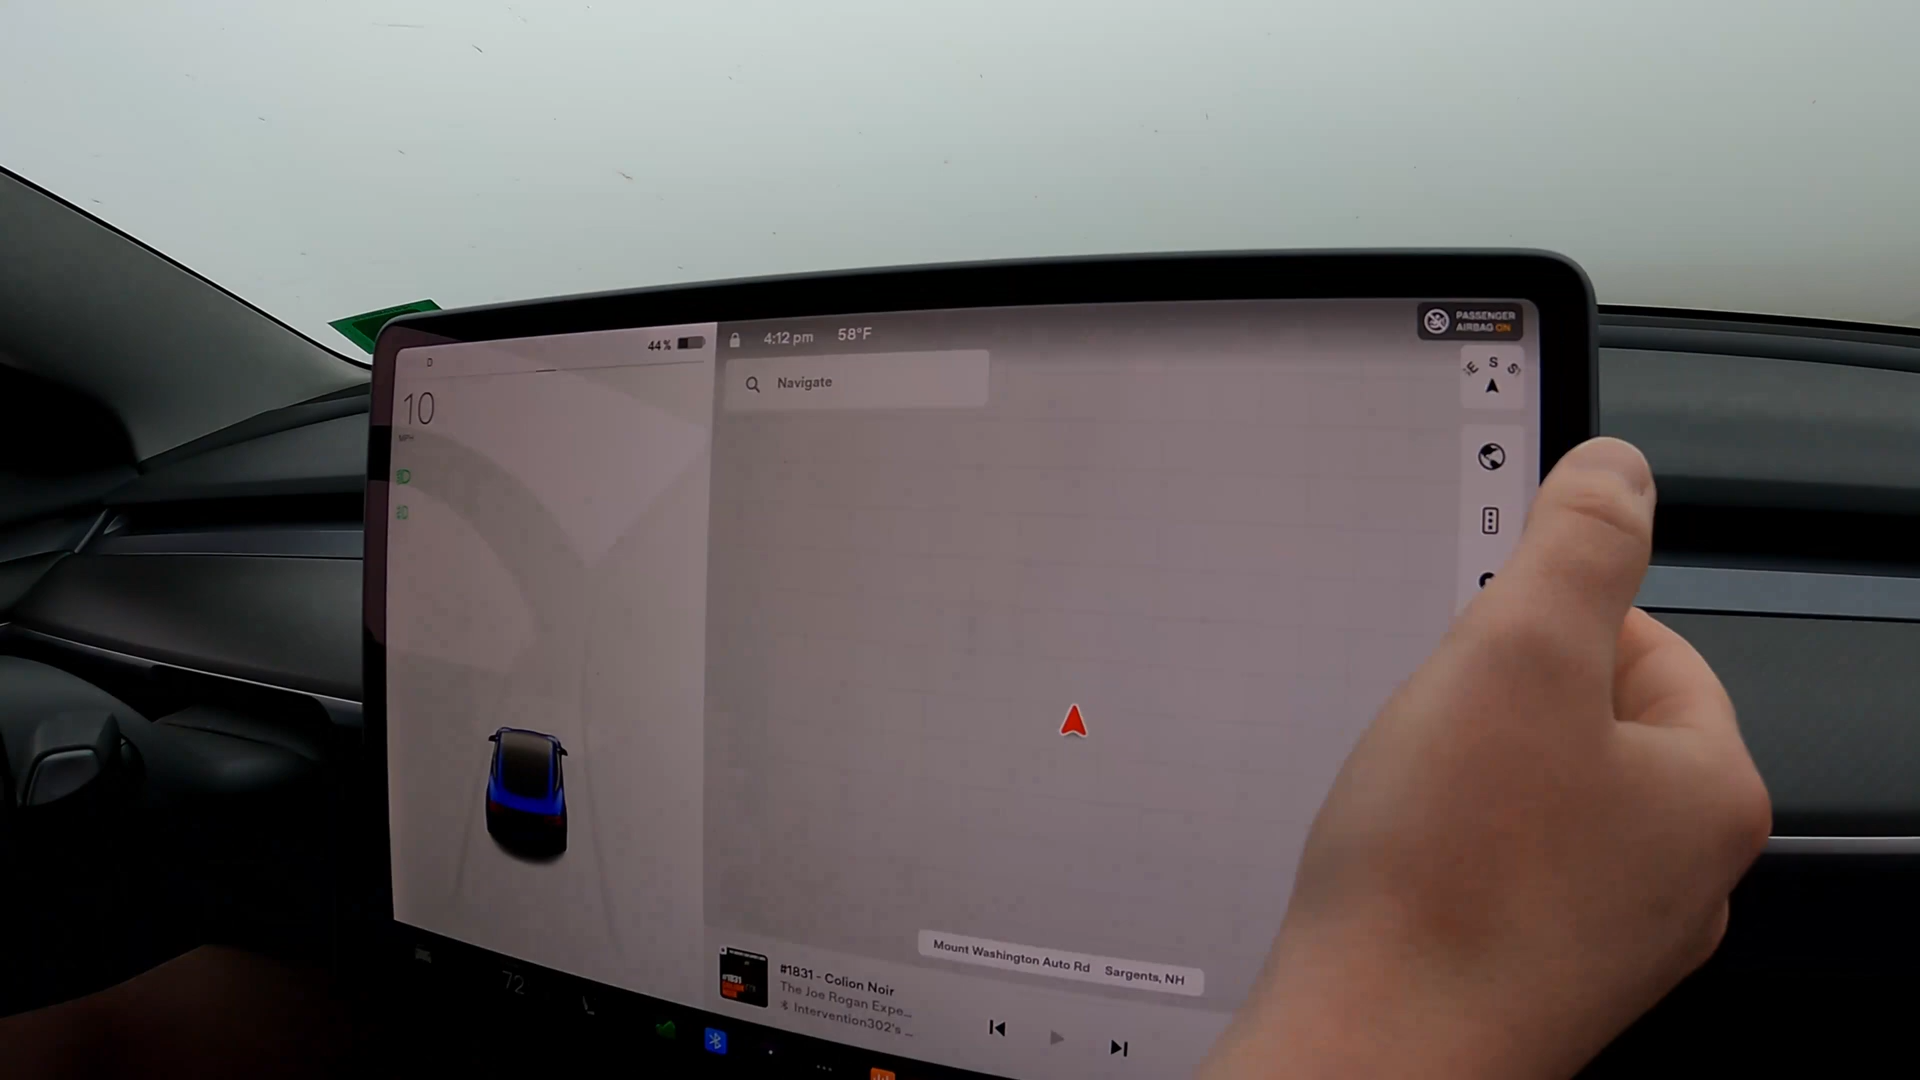 D
44%
4:12 pm
58°F
PASSENGER
AIRBAG ON
10
MPH
Navigate
E S S
Mount Washington Auto Rd Sargents, NH
#1831 - Colion Noir
The Joe Rogan Expe...
Intervention302's ...
72